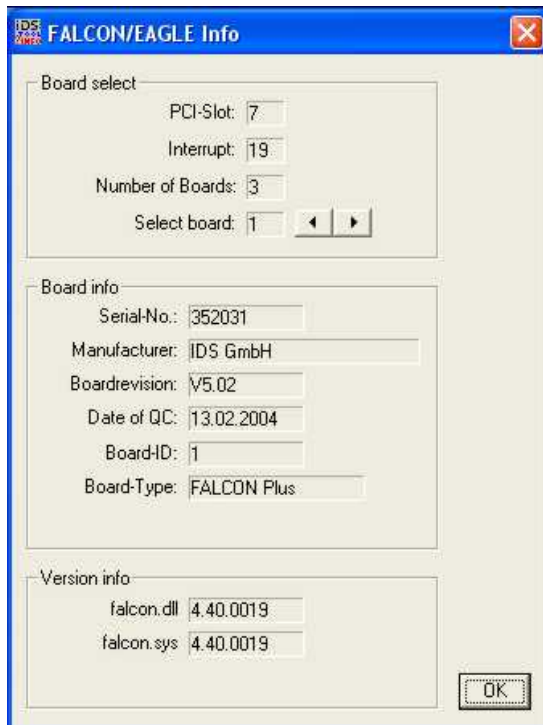 iDS
FALCON/EAGLE Info
Board select
PCI-Slot: 7
Interrupt: 19
Number of Boards: 3
Select board: 1
Board info
Serial-No.: 352031
Manufacturer: IDS GmbH
Boardrevision: V5.02
Date of QC: 13.02.2004
Board-ID: 1
Board-Type: FALCON Plus
Version info
falcon.dll 4.40.0019
falcon.sys 4.40.0019
OK